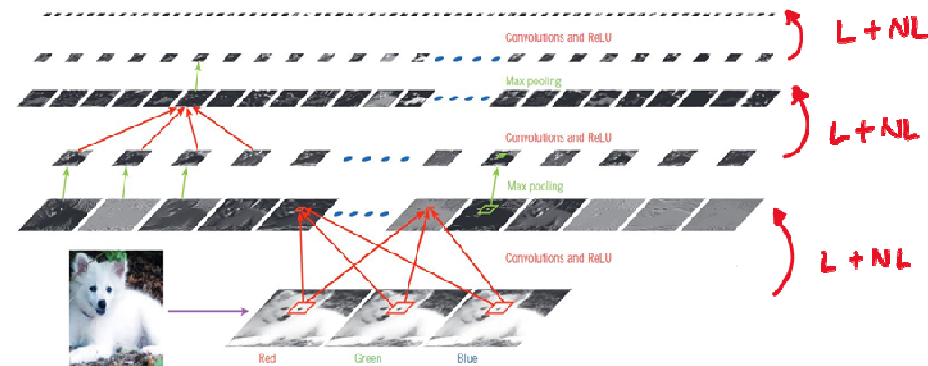 Convolutions and ReLU
L + NL
Max pooling
L + NL
Convolutions and ReLU
Max pooling
L + NL
Convolutions and ReLU
Red
Green
Blue